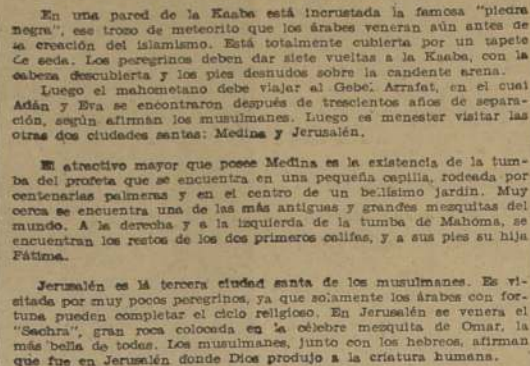 En una pared de la Kaaba está incrustada la famosa "piedra
negra", ese trozo de meteorito que los árabes veneran aún antes de
la creación del islamismo. Está totalmente cubierta por un tapete
de seda. Los peregrinos deben dar siete vueltas a la Kaaba, con la
cabeza descubierta y los pies desnudos sobre la candente arena.
Luego el mahometano debe viajar al Gebel Arrafat, en el cual
Adán y Eva se encontraron después de trescientos años de separa-
ción, según afirman los musulmanes. Luego es menester visitar las
otras dos ciudades santas: Medina y Jerusalén.
El atractivo mayor que posee Medina es la existencia de la tum-
ba del profeta que se encuentra en una pequeña capilla, rodeada por
centenarias palmeras y en el centro de un bellísimo jardín. Muy
cerca se encuentra una de las más antiguas y grandes mezquitas del
mundo. A la derecha y a la izquierda de la tumba de Mahoma, se
encuentran los restos de los dos primeros califas, y a sus pies su hija
Fátima.
Jerusalén es lá tercera ciudad santa de los musulmanes. Es vi-
sitada por muy pocos peregrinos, ya que solamente los árabes con for-
tuna pueden completar el ciclo religioso. En Jerusalén se venera el
"Sachra", gran roca colocada en la célebre mezquita de Omar, la
más bella de todas. Los musulmanes, junto con los hebreos, afirman
que fue en Jerusalén donde Dios produjo a la criatura humana.